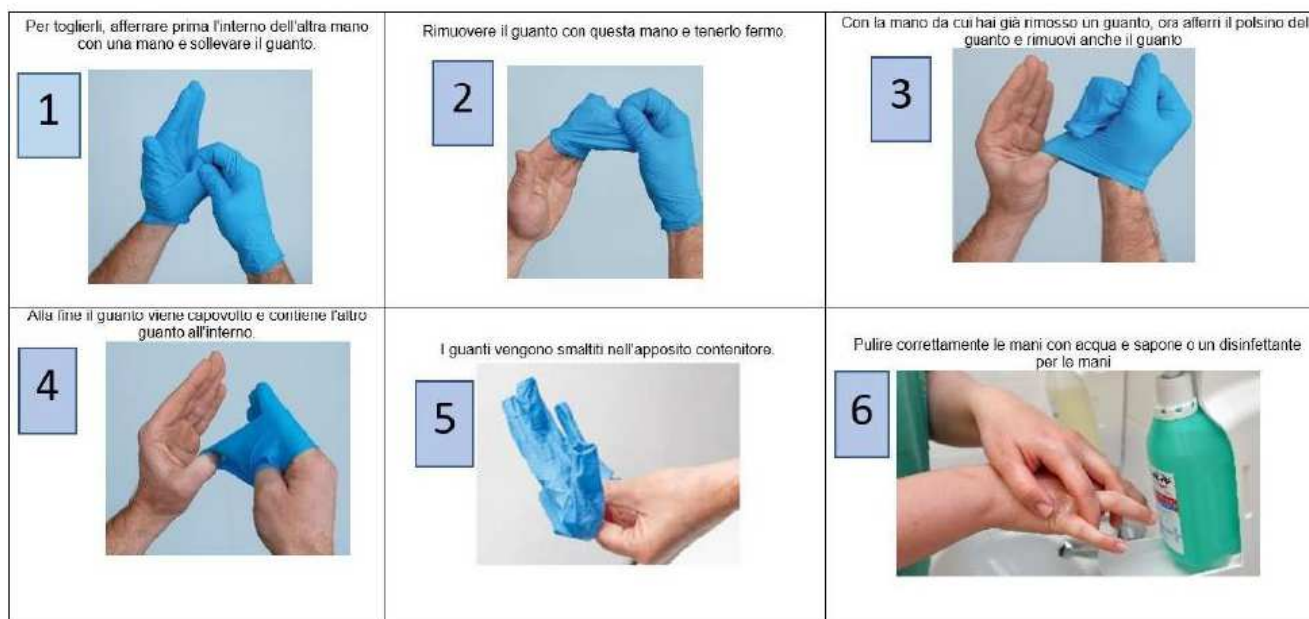 Per toglierli, afferrare prima l'interno dell'altra mano
con una mano e sollevare il guanto.
1
Rimuovere il guanto con questa mano e tenerlo fermo.
2
Con la mano da cui hai già rimosso un guanto, ora afferri il polsino del
guanto e rimuovi anche il guanto
3
Alla fine il guanto viene capovolto e contiene l'altro
guanto all'interno.
4
I guanti vengono smaltiti nell'apposito contenitore.
5
Pulire correttamente le mani con acqua e sapone o un disinfettante
per le mani
6